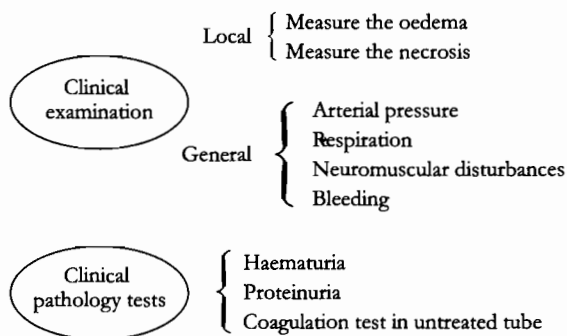 Local
Measure the oedema
Measure the necrosis
Clinical
examination
General
Arterial pressure
Respiration
Neuromuscular disturbances
Bleeding
Clinical
pathology tests
Haematuria
Proteinuria
Coagulation test in untreated tube